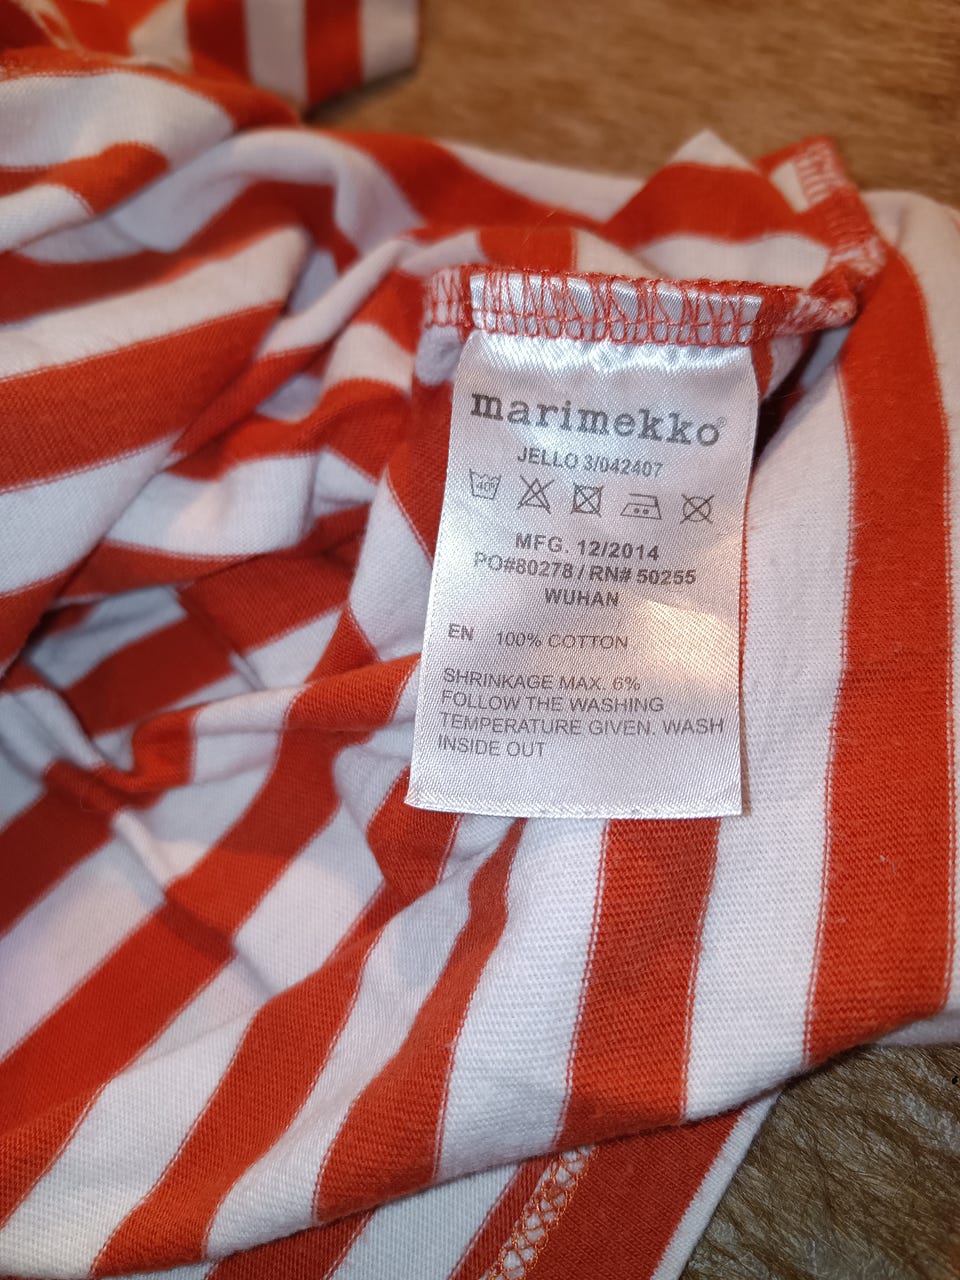 marimekko®
JELLO 3/042407
40°
MFG. 12/2014
PO#80278 / RN# 50255
WUHAN
EN 100% COTTON
SHRINKAGE MAX. 6%
FOLLOW THE WASHING
TEMPERATURE GIVEN. WASH
INSIDE OUT